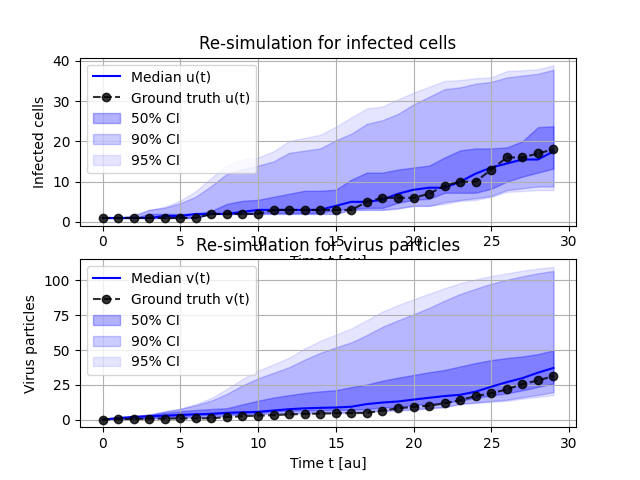 Re-simulation for infected cells
40
30
20
10
0
Infected cells
Median u(t)
Ground truth u(t)
50% CI
90% CI
95% CI
0 5 10 15 20 25 30
Time t [au]
Re-simulation for virus particles
100
75
50
25
0
Virus particles
Median v(t)
Ground truth v(t)
50% CI
90% CI
95% CI
0 5 10 15 20 25 30
Time t [au]